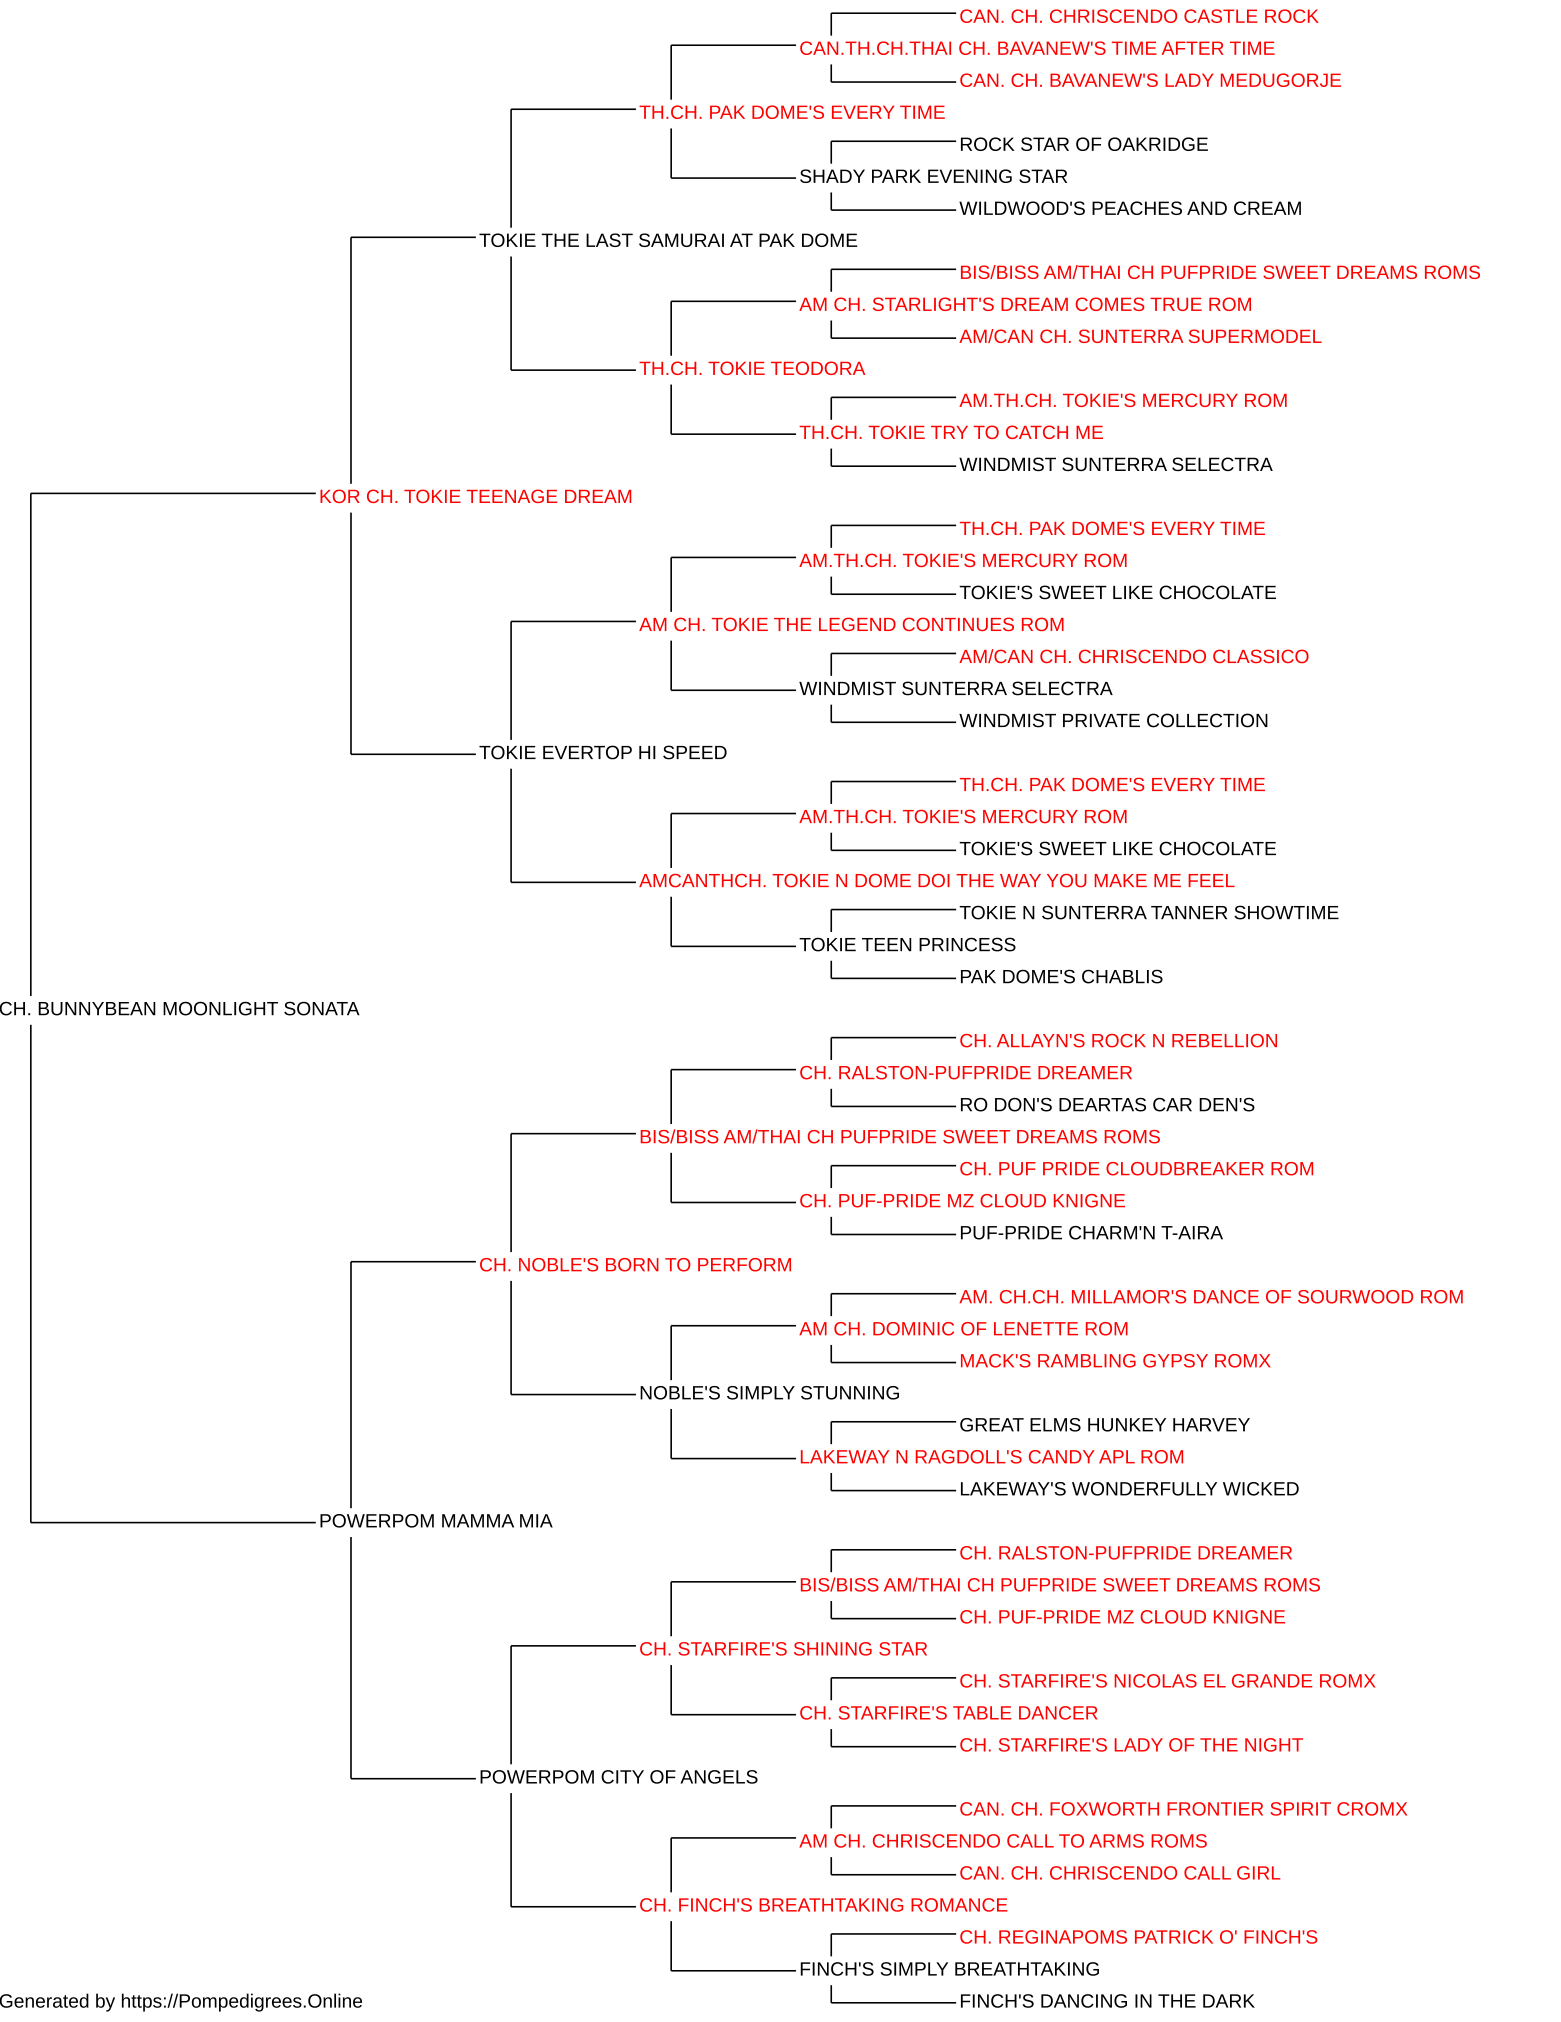 CAN. CH. CHRISCENDO CASTLE ROCK
CAN.TH.CH.THAI CH. BAVANEW'S TIME AFTER TIME
CAN. CH. BAVANEW'S LADY MEDUGORJE
TH.CH. PAK DOME'S EVERY TIME
ROCK STAR OF OAKRIDGE
SHADY PARK EVENING STAR
WILDWOOD'S PEACHES AND CREAM
TOKIE THE LAST SAMURAI AT PAK DOME
BIS/BISS AM/THAI CH PUFPRIDE SWEET DREAMS ROMS
AM CH. STARLIGHT'S DREAM COMES TRUE ROM
AM/CAN CH. SUNTERRA SUPERMODEL
TH.CH. TOKIE TEODORA
AM.TH.CH. TOKIE'S MERCURY ROM
TH.CH. TOKIE TRY TO CATCH ME
WINDMIST SUNTERRA SELECTRA
KOR CH. TOKIE TEENAGE DREAM
TH.CH. PAK DOME'S EVERY TIME
AM.TH.CH. TOKIE'S MERCURY ROM
TOKIE'S SWEET LIKE CHOCOLATE
AM CH. TOKIE THE LEGEND CONTINUES ROM
AM/CAN CH. CHRISCENDO CLASSICO
WINDMIST SUNTERRA SELECTRA
WINDMIST PRIVATE COLLECTION
TOKIE EVERTOP HI SPEED
TH.CH. PAK DOME'S EVERY TIME
AM.TH.CH. TOKIE'S MERCURY ROM
TOKIE'S SWEET LIKE CHOCOLATE
AMCANTHCH. TOKIE N DOME DOI THE WAY YOU MAKE ME FEEL
TOKIE N SUNTERRA TANNER SHOWTIME
TOKIE TEEN PRINCESS
PAK DOME'S CHABLIS
CH. BUNNYBEAN MOONLIGHT SONATA
CH. ALLAYN'S ROCK N REBELLION
CH. RALSTON-PUFPRIDE DREAMER
RO DON'S DEARTAS CAR DEN'S
BIS/BISS AM/THAI CH PUFPRIDE SWEET DREAMS ROMS
CH. PUF PRIDE CLOUDBREAKER ROM
CH. PUF-PRIDE MZ CLOUD KNIGNE
PUF-PRIDE CHARM'N T-AIRA
CH. NOBLE'S BORN TO PERFORM
AM. CH.CH. MILLAMOR'S DANCE OF SOURWOOD ROM
AM CH. DOMINIC OF LENETTE ROM
MACK'S RAMBLING GYPSY ROMX
NOBLE'S SIMPLY STUNNING
GREAT ELMS HUNKEY HARVEY
LAKEWAY N RAGDOLL'S CANDY APL ROM
LAKEWAY'S WONDERFULLY WICKED
POWERPOM MAMMA MIA
CH. RALSTON-PUFPRIDE DREAMER
BIS/BISS AM/THAI CH PUFPRIDE SWEET DREAMS ROMS
CH. PUF-PRIDE MZ CLOUD KNIGNE
CH. STARFIRE'S SHINING STAR
CH. STARFIRE'S NICOLAS EL GRANDE ROMX
CH. STARFIRE'S TABLE DANCER
CH. STARFIRE'S LADY OF THE NIGHT
POWERPOM CITY OF ANGELS
CAN. CH. FOXWORTH FRONTIER SPIRIT CROMX
AM CH. CHRISCENDO CALL TO ARMS ROMS
CAN. CH. CHRISCENDO CALL GIRL
CH. FINCH'S BREATHTAKING ROMANCE
CH. REGINAPOMS PATRICK O' FINCH'S
FINCH'S SIMPLY BREATHTAKING
FINCH'S DANCING IN THE DARK
Generated by https://Pompedigrees.Online